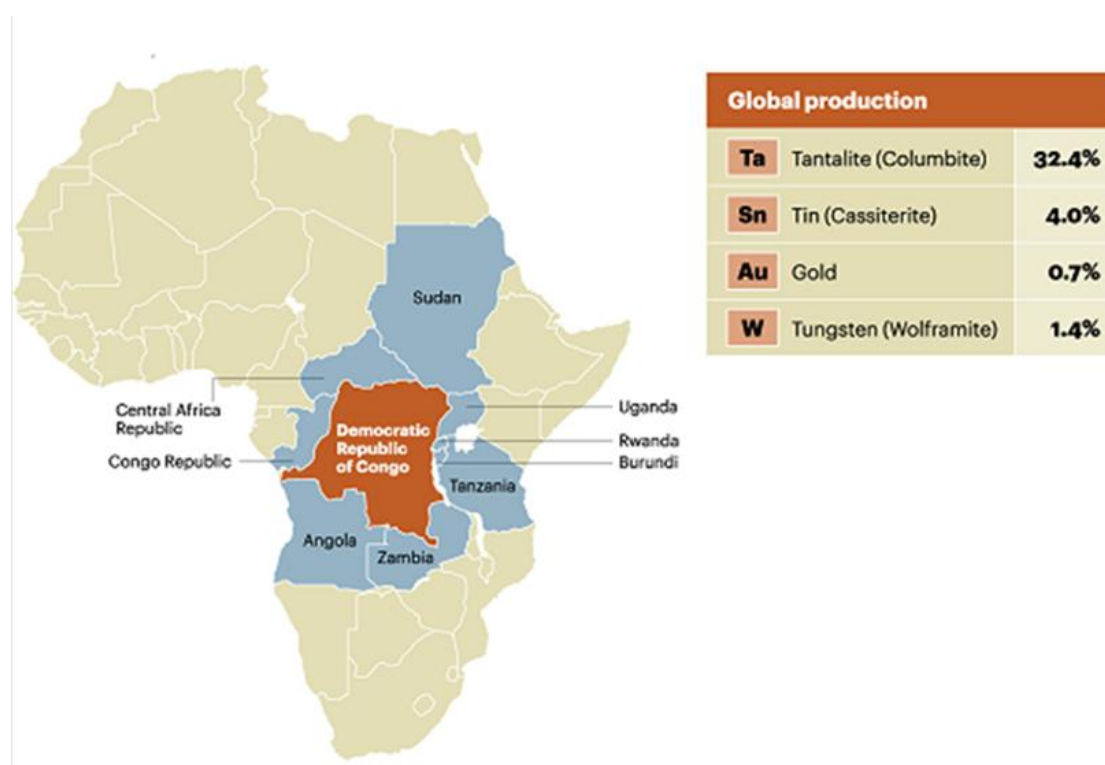 Global production
Ta Tantalite (Columbite) 32.4%
Sn Tin (Cassiterite) 4.0%
Au Gold 0.7%
W Tungsten (Wolframite) 1.4%
Sudan
Central Africa
Republic
Congo Republic
Democratic
Republic
of Congo
Uganda
Rwanda
Burundi
Tanzania
Angola
Zambia